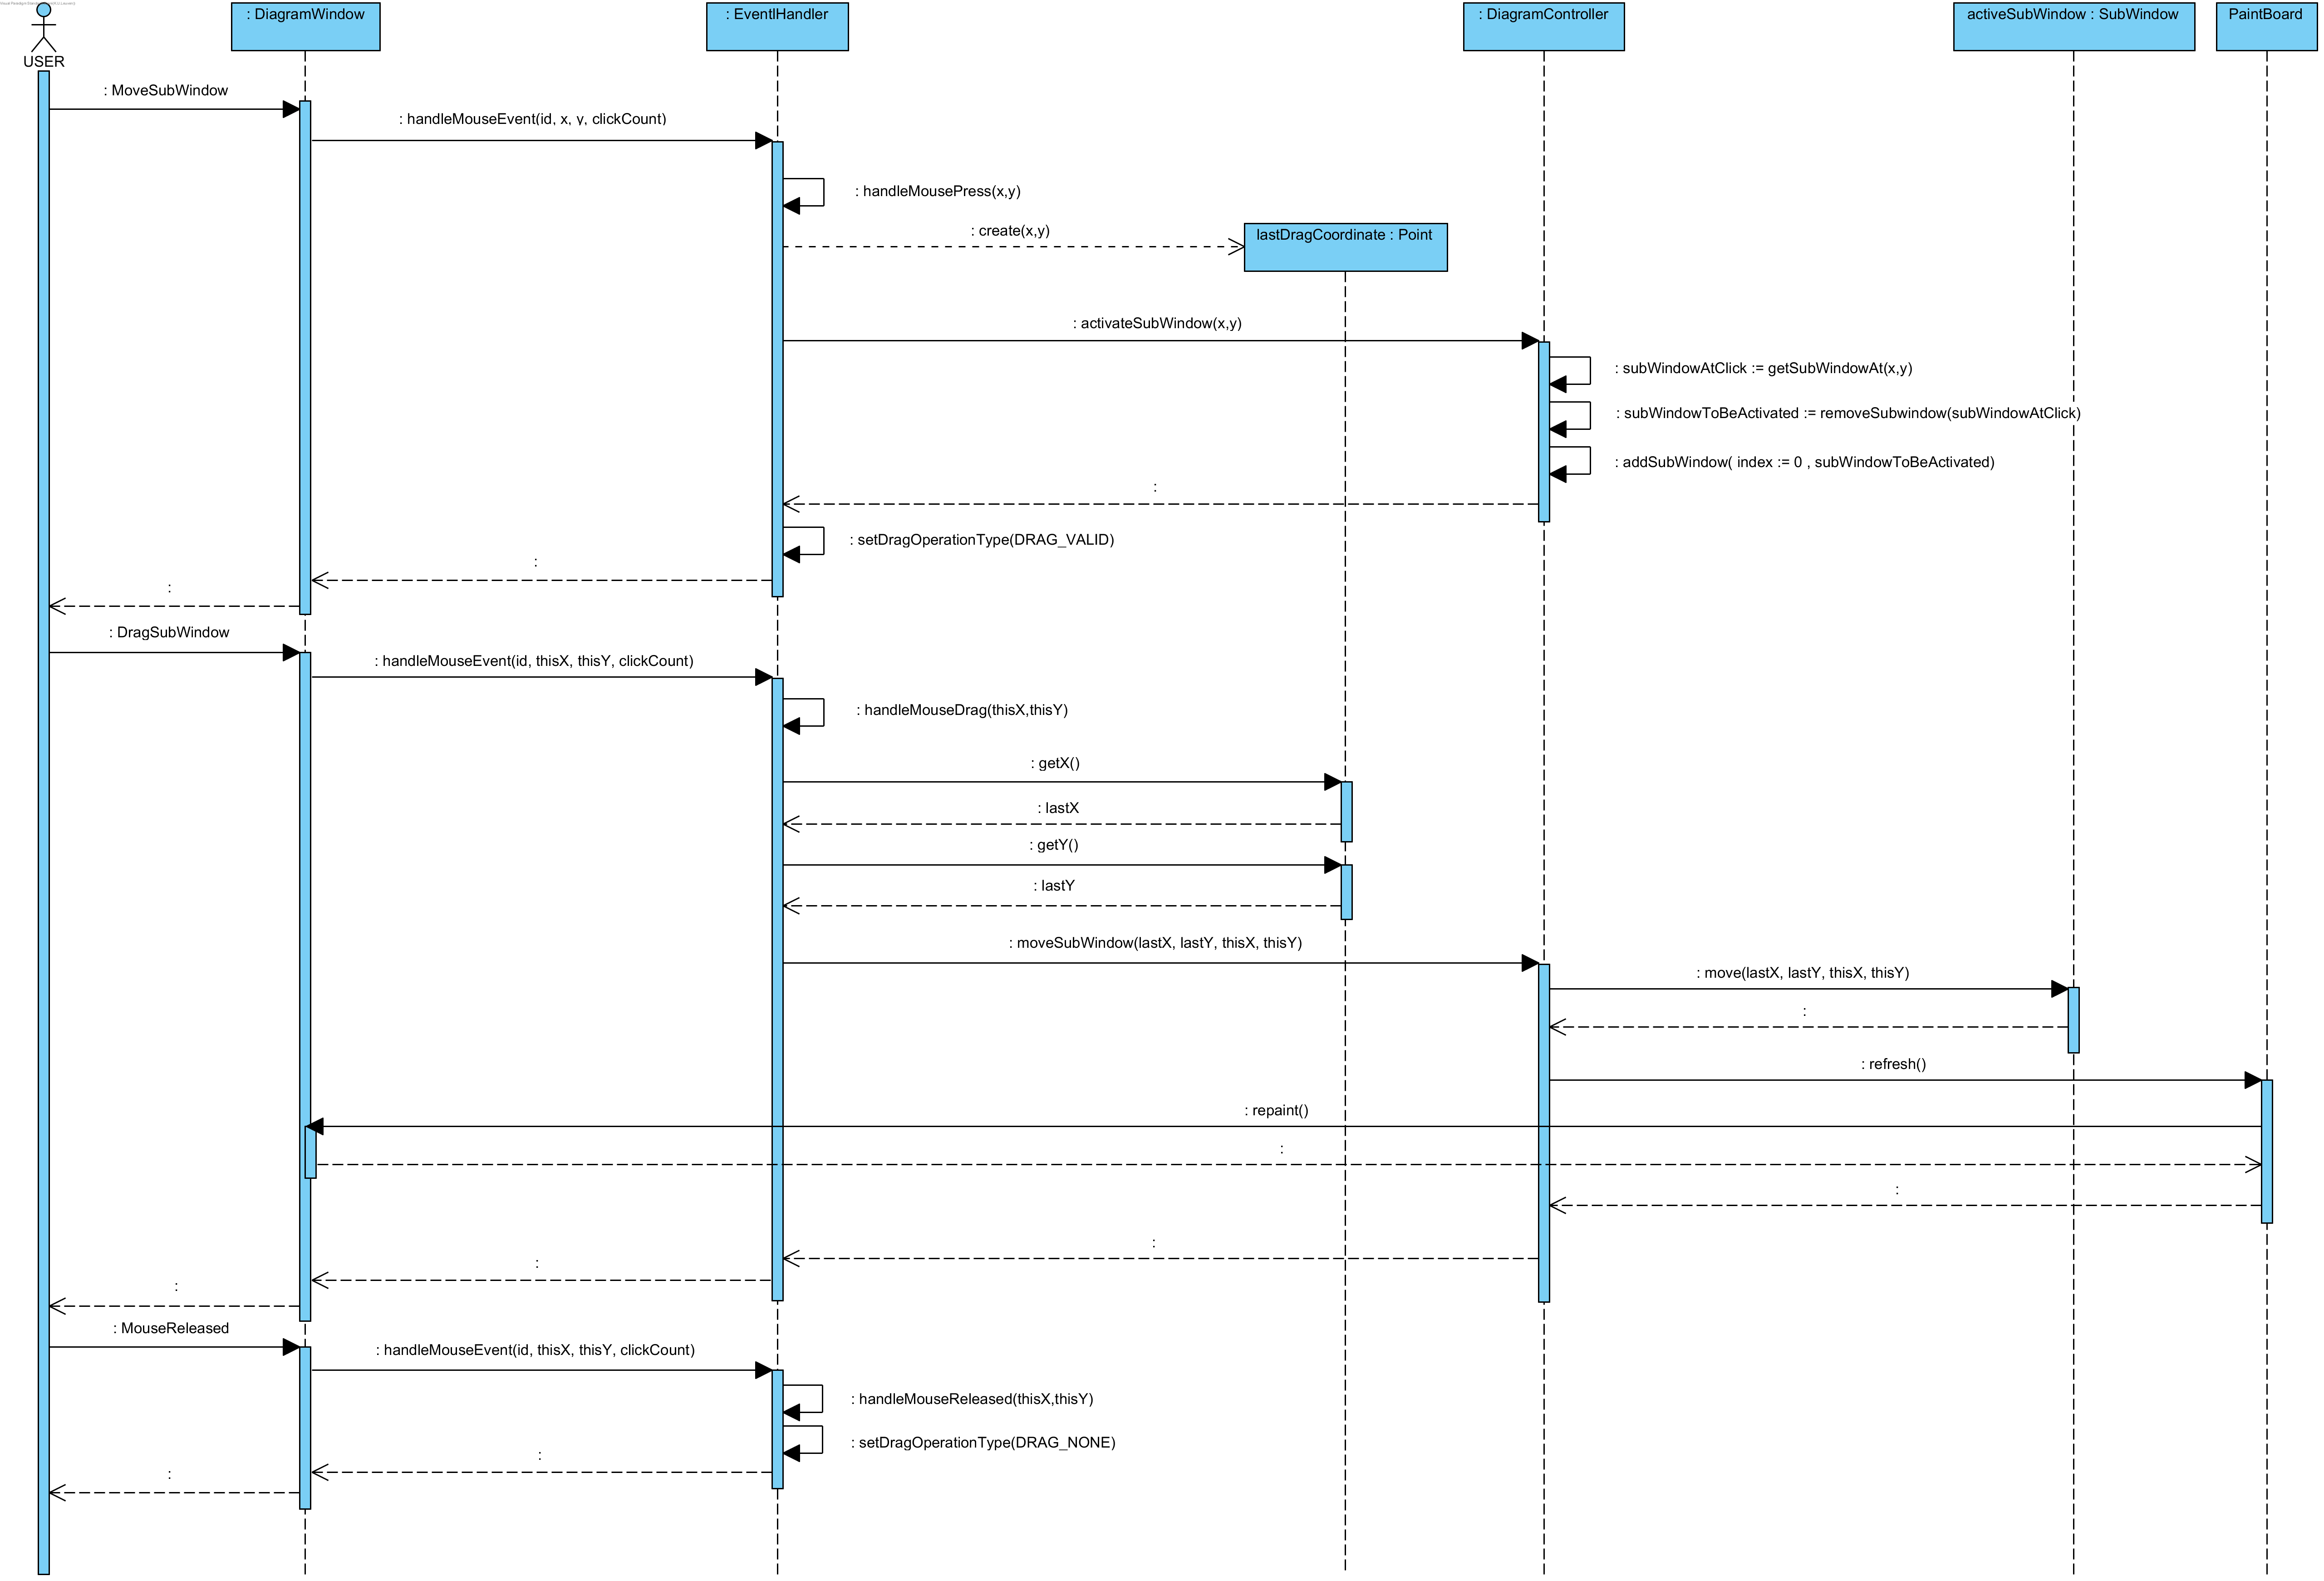 : DiagramWindow
: EventlHandler
: DiagramController
activeSubWindow : SubWindow
PaintBoard
USER
: MoveSubWindow
: handleMouseEvent(id, x, y, clickCount)
: handleMousePress(x,y)
: create(x,y)
lastDragCoordinate : Point
: activateSubWindow(x,y)
: subWindowAtClick := getSubWindowAt(x,y)
: subWindowToBeActivated := removeSubwindow(subWindowAtClick)
: addSubWindow( index := 0 , subWindowToBeActivated)
:
: setDragOperationType(DRAG_VALID)
:
:
: DragSubWindow
: handleMouseEvent(id, thisX, thisY, clickCount)
: handleMouseDrag(thisX,thisY)
: getX()
: lastX
: getY()
: lastY
: moveSubWindow(lastX, lastY, thisX, thisY)
: move(lastX, lastY, thisX, thisY)
:
: refresh()
: repaint()
:
:
:
:
:
: MouseReleased
: handleMouseEvent(id, thisX, thisY, clickCount)
: handleMouseReleased(thisX,thisY)
: setDragOperationType(DRAG_NONE)
:
: